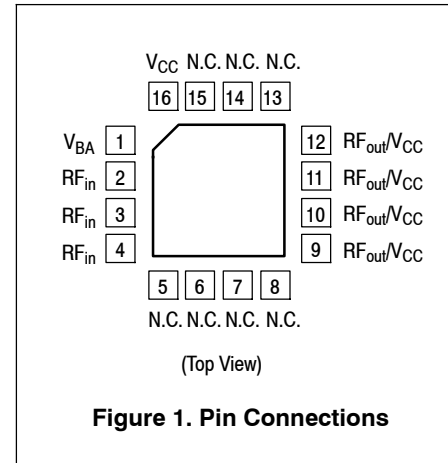 V_CC N.C. N.C. N.C.
16 15 14 13
V_BA 1
12 RF_out/V_CC
RF_in 2
11 RF_out/V_CC
RF_in 3
10 RF_out/V_CC
RF_in 4
9 RF_out/V_CC
5 6 7 8
N.C. N.C. N.C. N.C.
(Top View)
Figure 1. Pin Connections